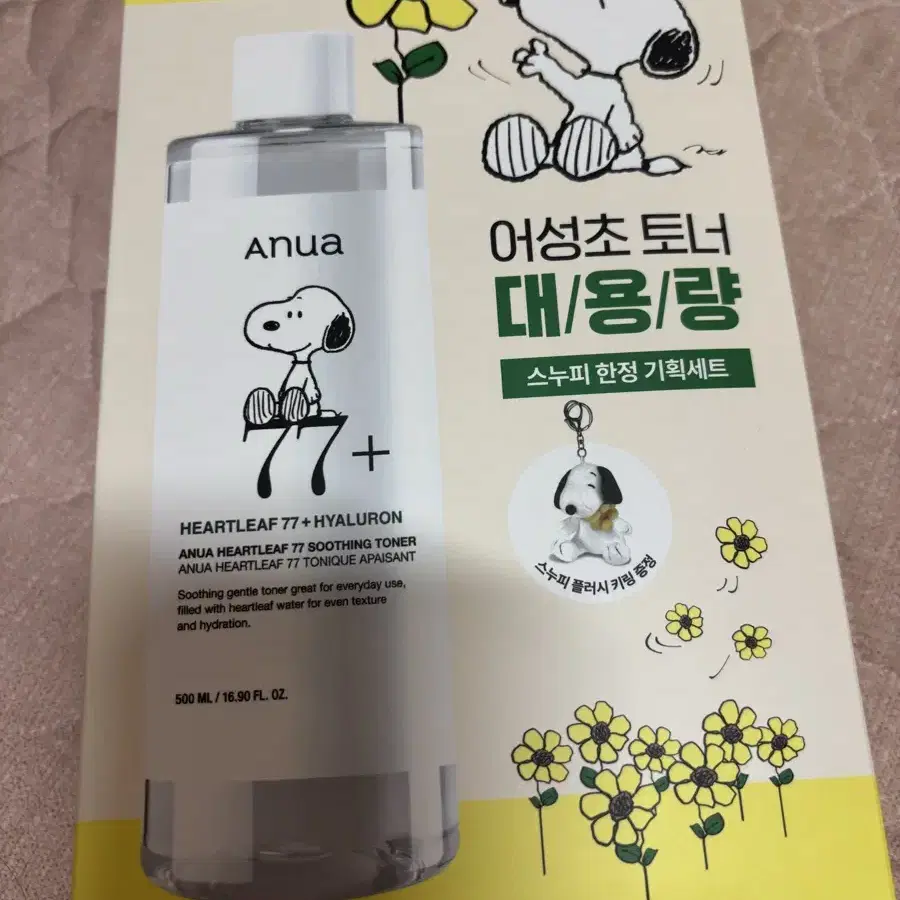 Anua
77+
HEARTLEAF 77 + HYALURON
ANUA HEARTLEAF 77 SOOTHING TONER
ANUA HEARTLEAF 77 TONIQUE APAISANT
Soothing gentle toner great for everyday use,
filled with heartleaf water for even texture
and hydration.
500 ML / 16.90 FL. OZ.
어성초 토너
대/용/량
스누피 한정 기획세트
스누피 플러시 키링 증정